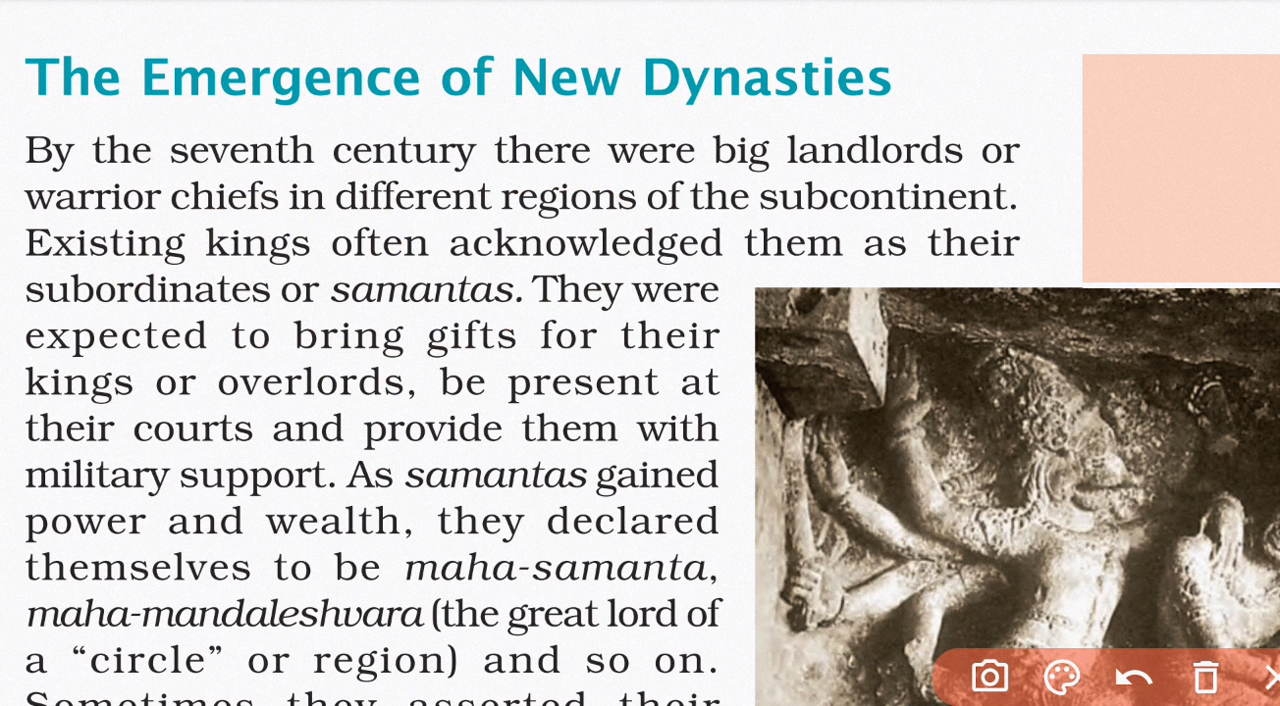 The Emergence of New Dynasties
By the seventh century there were big landlords or
warrior chiefs in different regions of the subcontinent.
Existing kings often acknowledged them as their
subordinates or samantas. They were
expected to bring gifts for their
kings or overlords, be present at
their courts and provide them with
military support. As samantas gained
power and wealth, they declared
themselves to be maha-samanta,
maha-mandaleshvara (the great lord of
a “circle” or region) and so on.
Sometimes they asserted their